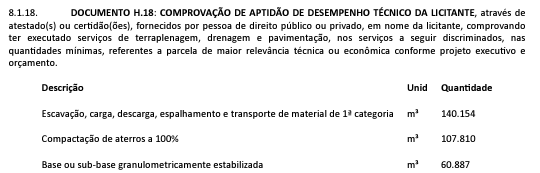 8.1.18. DOCUMENTO H.18: COMPROVAÇÃO DE APTIDÃO DE DESEMPENHO TÉCNICO DA LICITANTE, através de
atestado(s) ou certidão(ões), fornecidos por pessoa de direito público ou privado, em nome da licitante, comprovando
ter executado serviços de terraplenagem, drenagem e pavimentação, nos serviços a seguir discriminados, nas
quantidades mínimas, referentes a parcela de maior relevância técnica ou econômica conforme projeto executivo e
orçamento.
Descrição Unid Quantidade
Escavação, carga, descarga, espalhamento e transporte de material de 1ª categoria m³ 140.154
Compactação de aterros a 100% m³ 107.810
Base ou sub-base granulometricamente estabilizada m³ 60.887